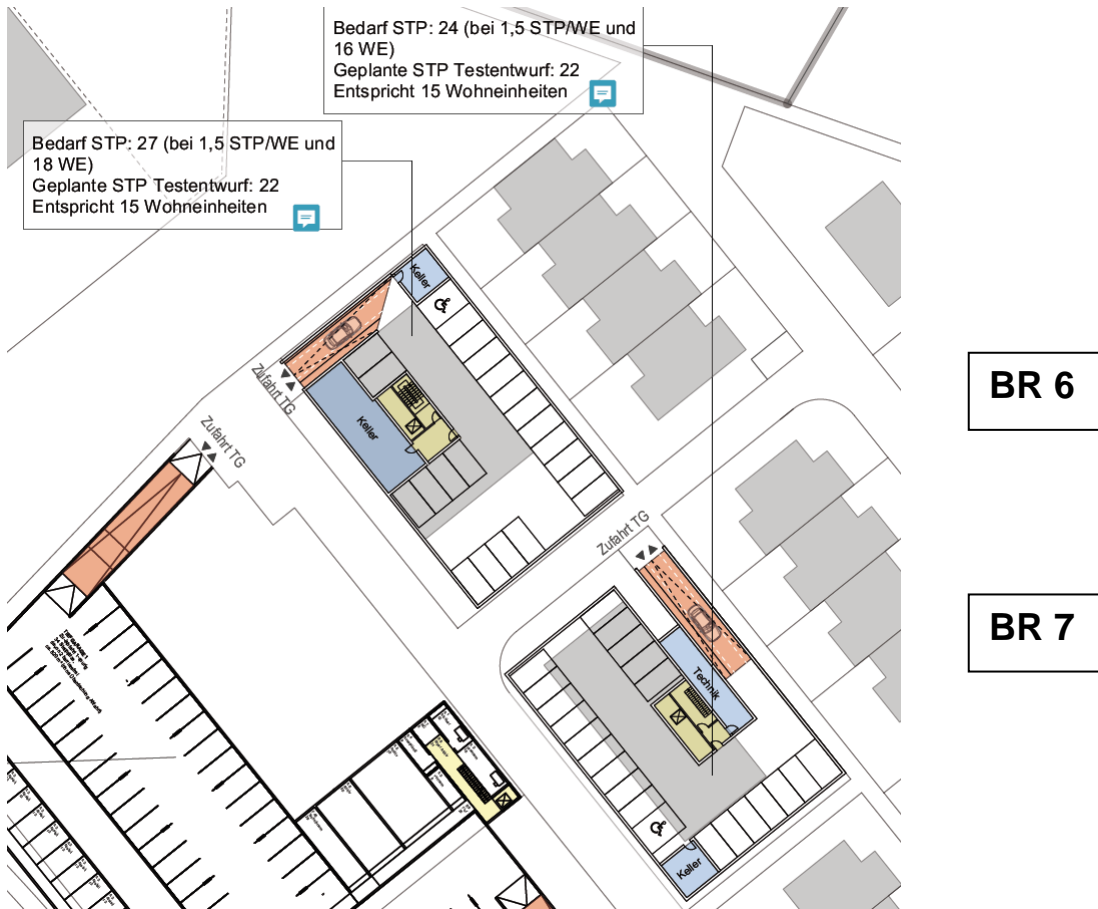 Bedarf STP: 24 (bei 1,5 STP/WE und
16 WE)
Geplante STP Testentwurf: 22
Entspricht 15 Wohneinheiten
Bedarf STP: 27 (bei 1,5 STP/WE und
18 WE)
Geplante STP Testentwurf: 22
Entspricht 15 Wohneinheiten
Keller
Zufahrt TG
Keller
Zufahrt TG
BR 6
Zufahrt TG
BR 7
Technik
Keller